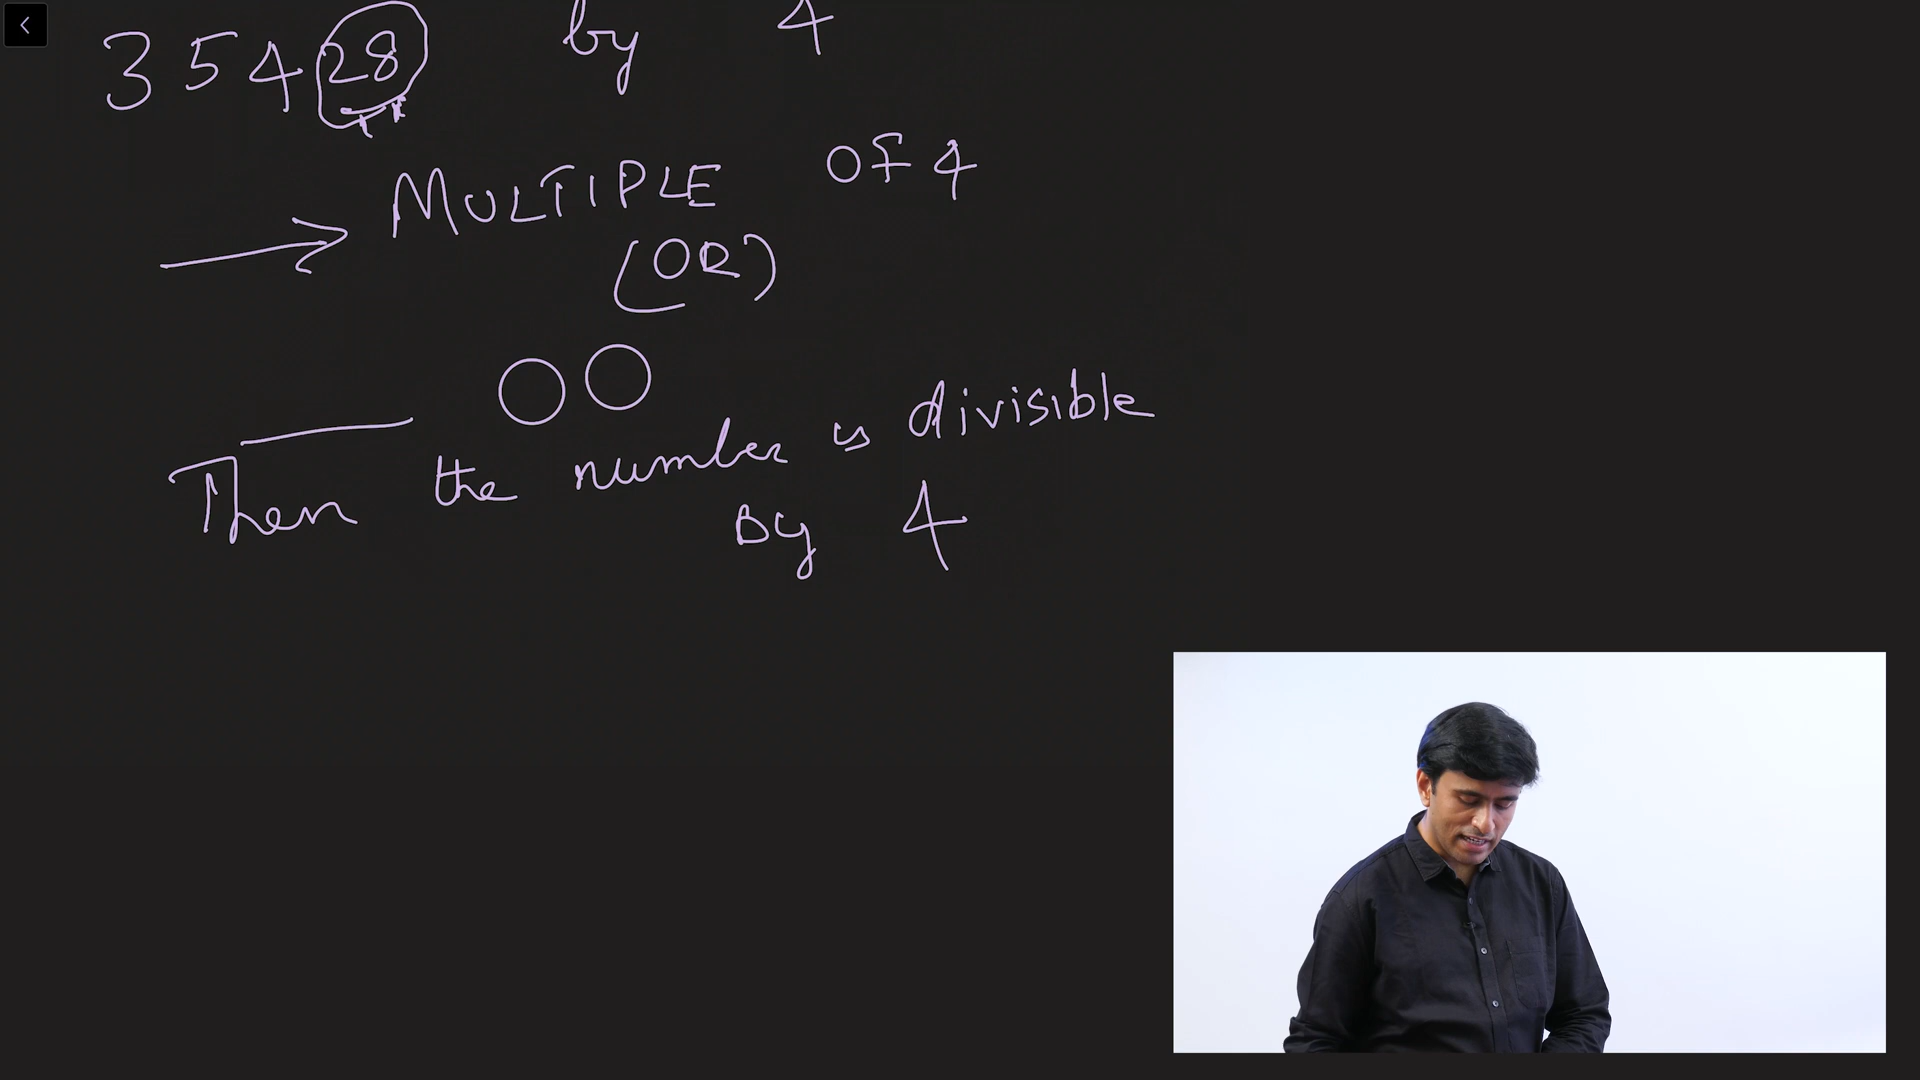 35428 by 4
MULTIPLE OF 4
(OR)
00
Then the number is divisible
By 4